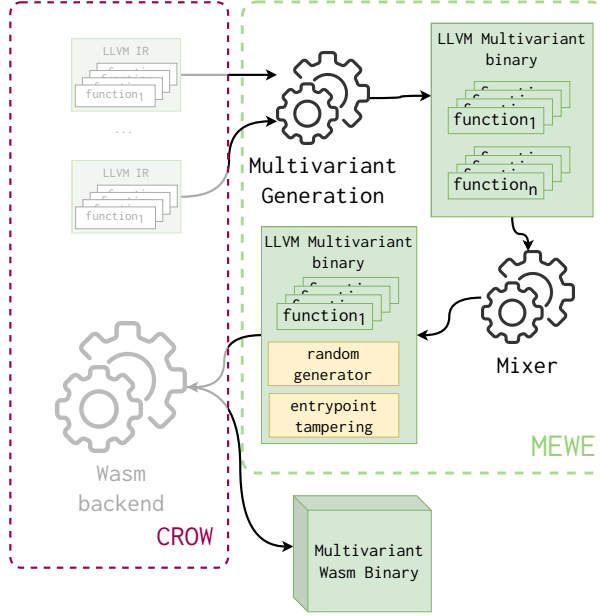 LLVM IR
function₁
...
LLVM IR
function₁
Multivariant
Generation
LLVM Multivariant
binary
function₁
functionₙ
Mixer
LLVM Multivariant
binary
function₁
random
generator
entrypoint
tampering
MEWE
Wasm
backend
CROW
Multivariant
Wasm Binary